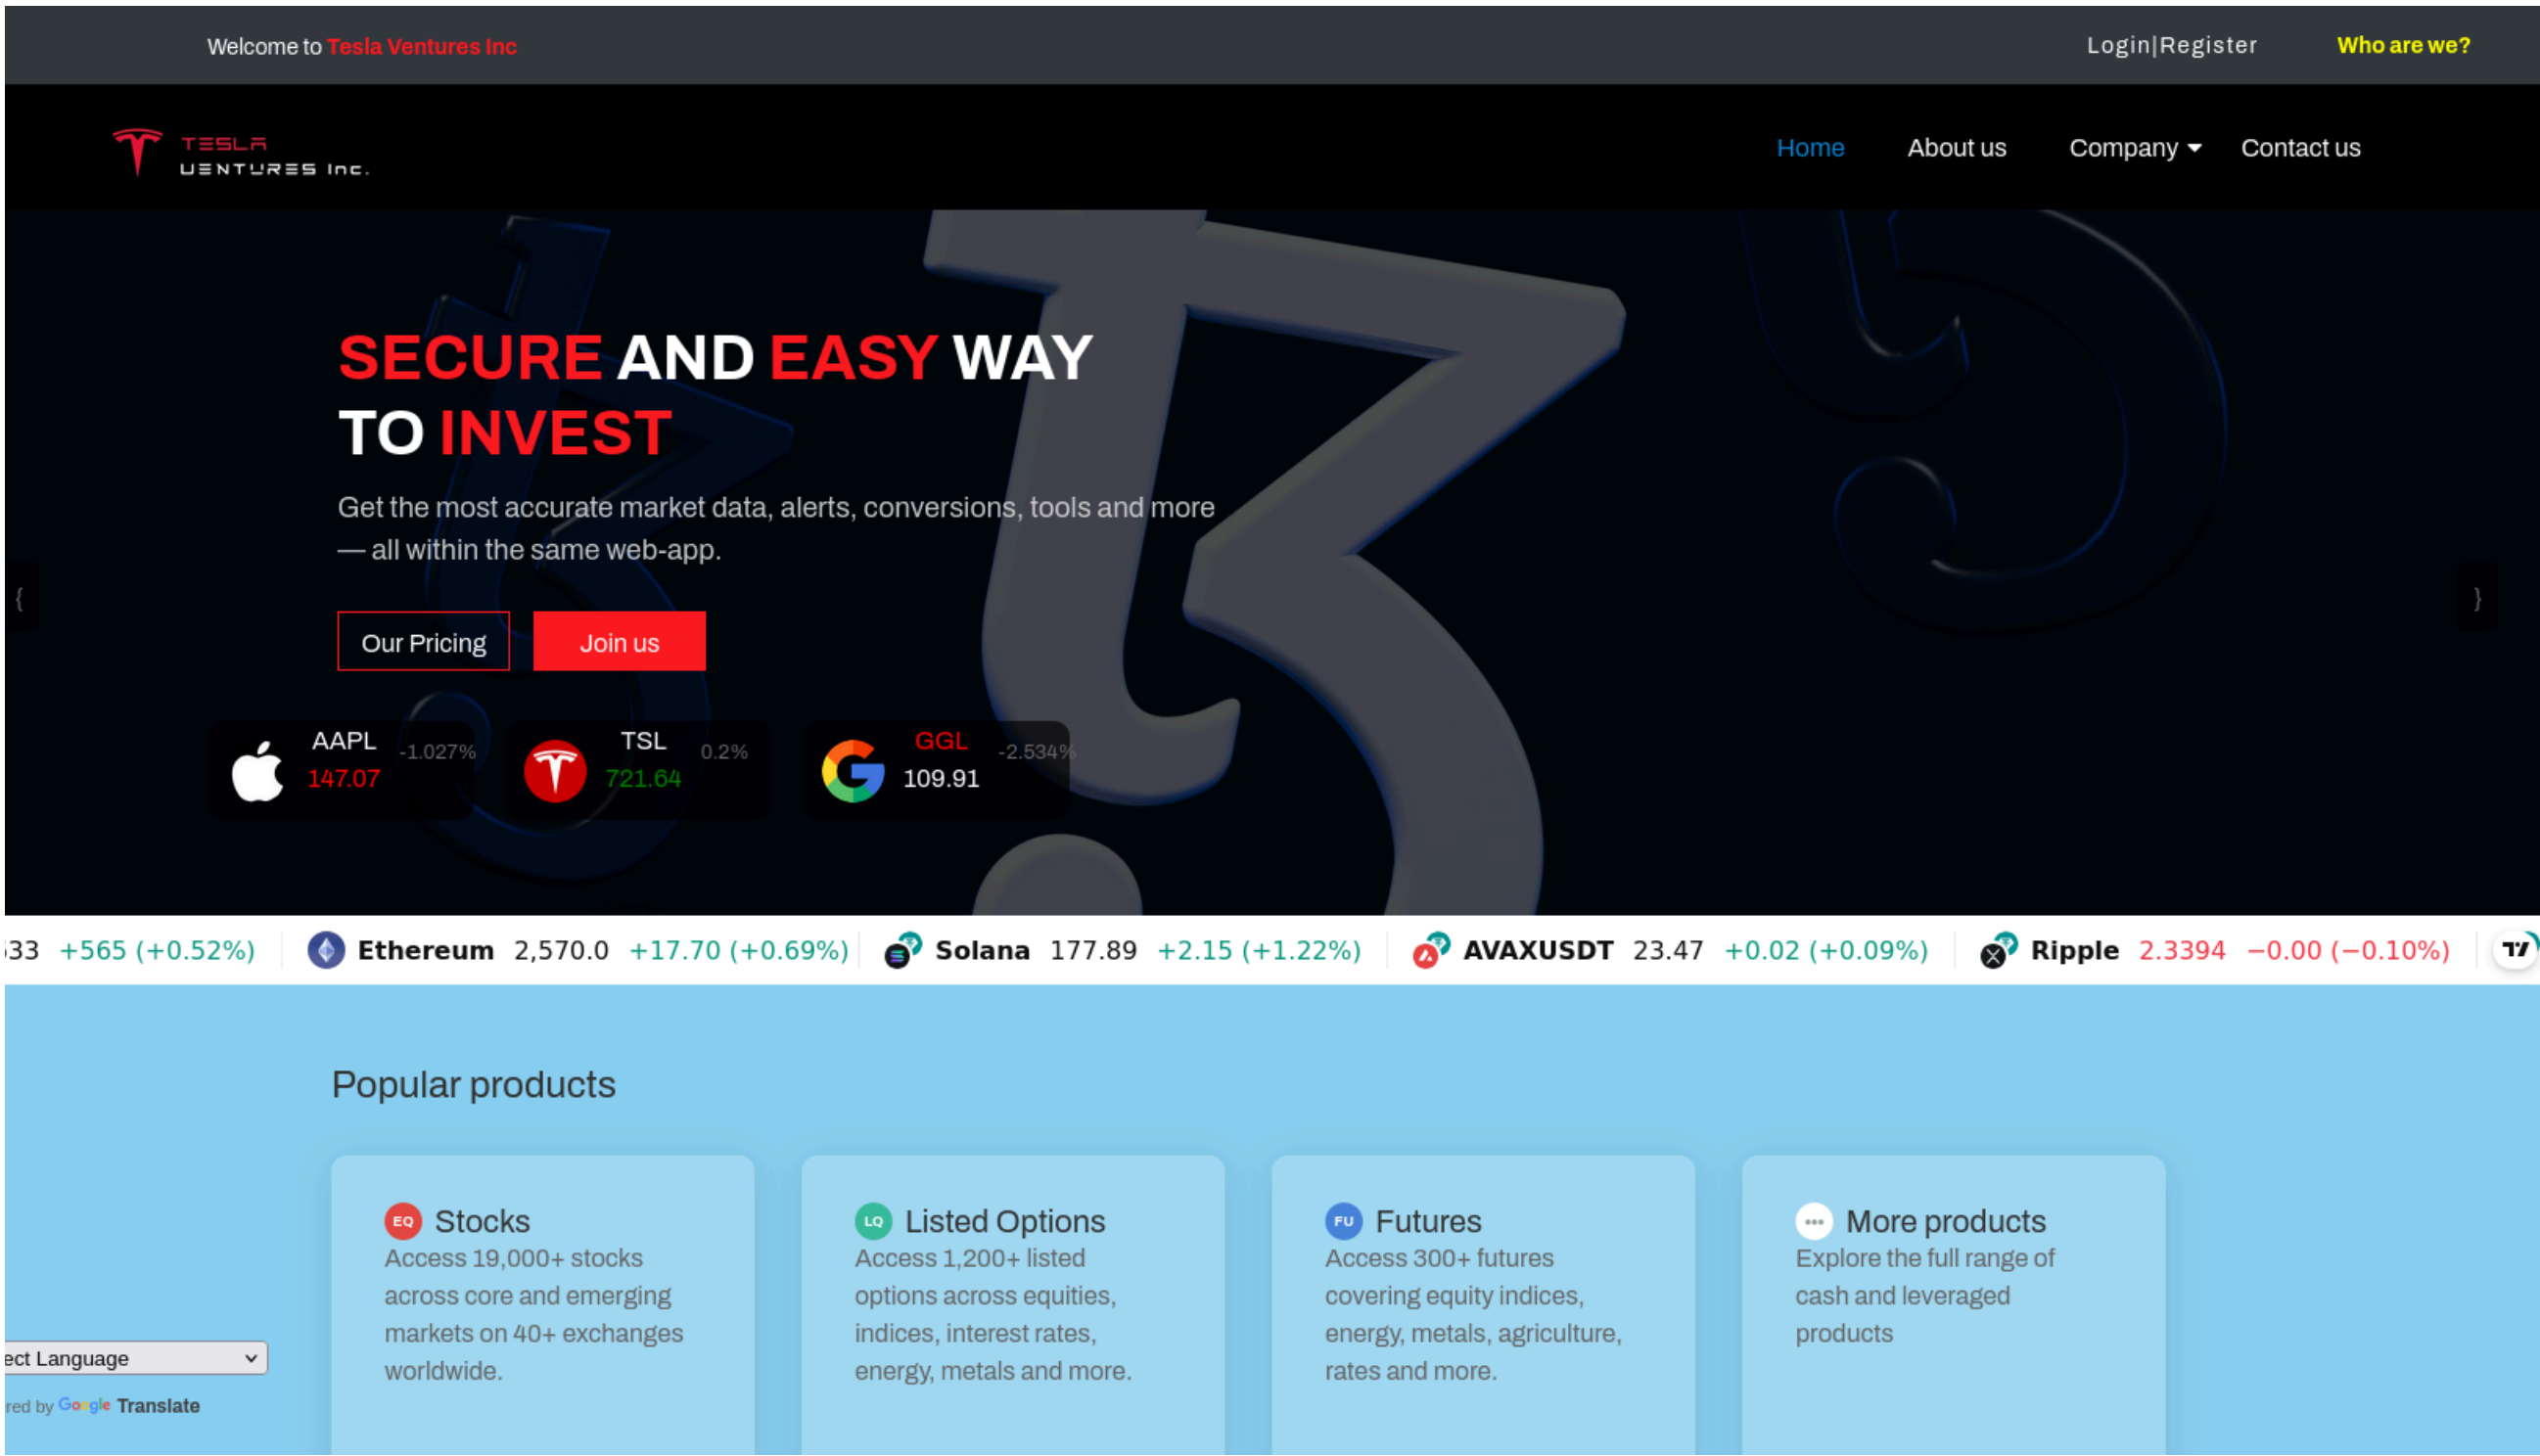 Welcome to Tesla Ventures Inc
Login|Register
Who are we?
TESLA
VENTURES Inc.
Home
About us
Company
Contact us
SECURE AND EASY WAY
TO INVEST
Get the most accurate market data, alerts, conversions, tools and more
— all within the same web-app.
{
}
Our Pricing
Join us
AAPL
-1.027%
147.07
TSL
0.2%
721.64
GGL
-2.534%
109.91
33 +565 (+0.52%)
Ethereum 2,570.0 +17.70 (+0.69%)
Solana 177.89 +2.15 (+1.22%)
AVAXUSDT 23.47 +0.02 (+0.09%)
Ripple 2.3394 −0.00 (−0.10%)
Popular products
EQ Stocks
Access 19,000+ stocks
across core and emerging
markets on 40+ exchanges
worldwide.
LQ Listed Options
Access 1,200+ listed
options across equities,
indices, interest rates,
energy, metals and more.
FU Futures
Access 300+ futures
covering equity indices,
energy, metals, agriculture,
rates and more.
More products
Explore the full range of
cash and leveraged
products
ect Language
red by Google Translate